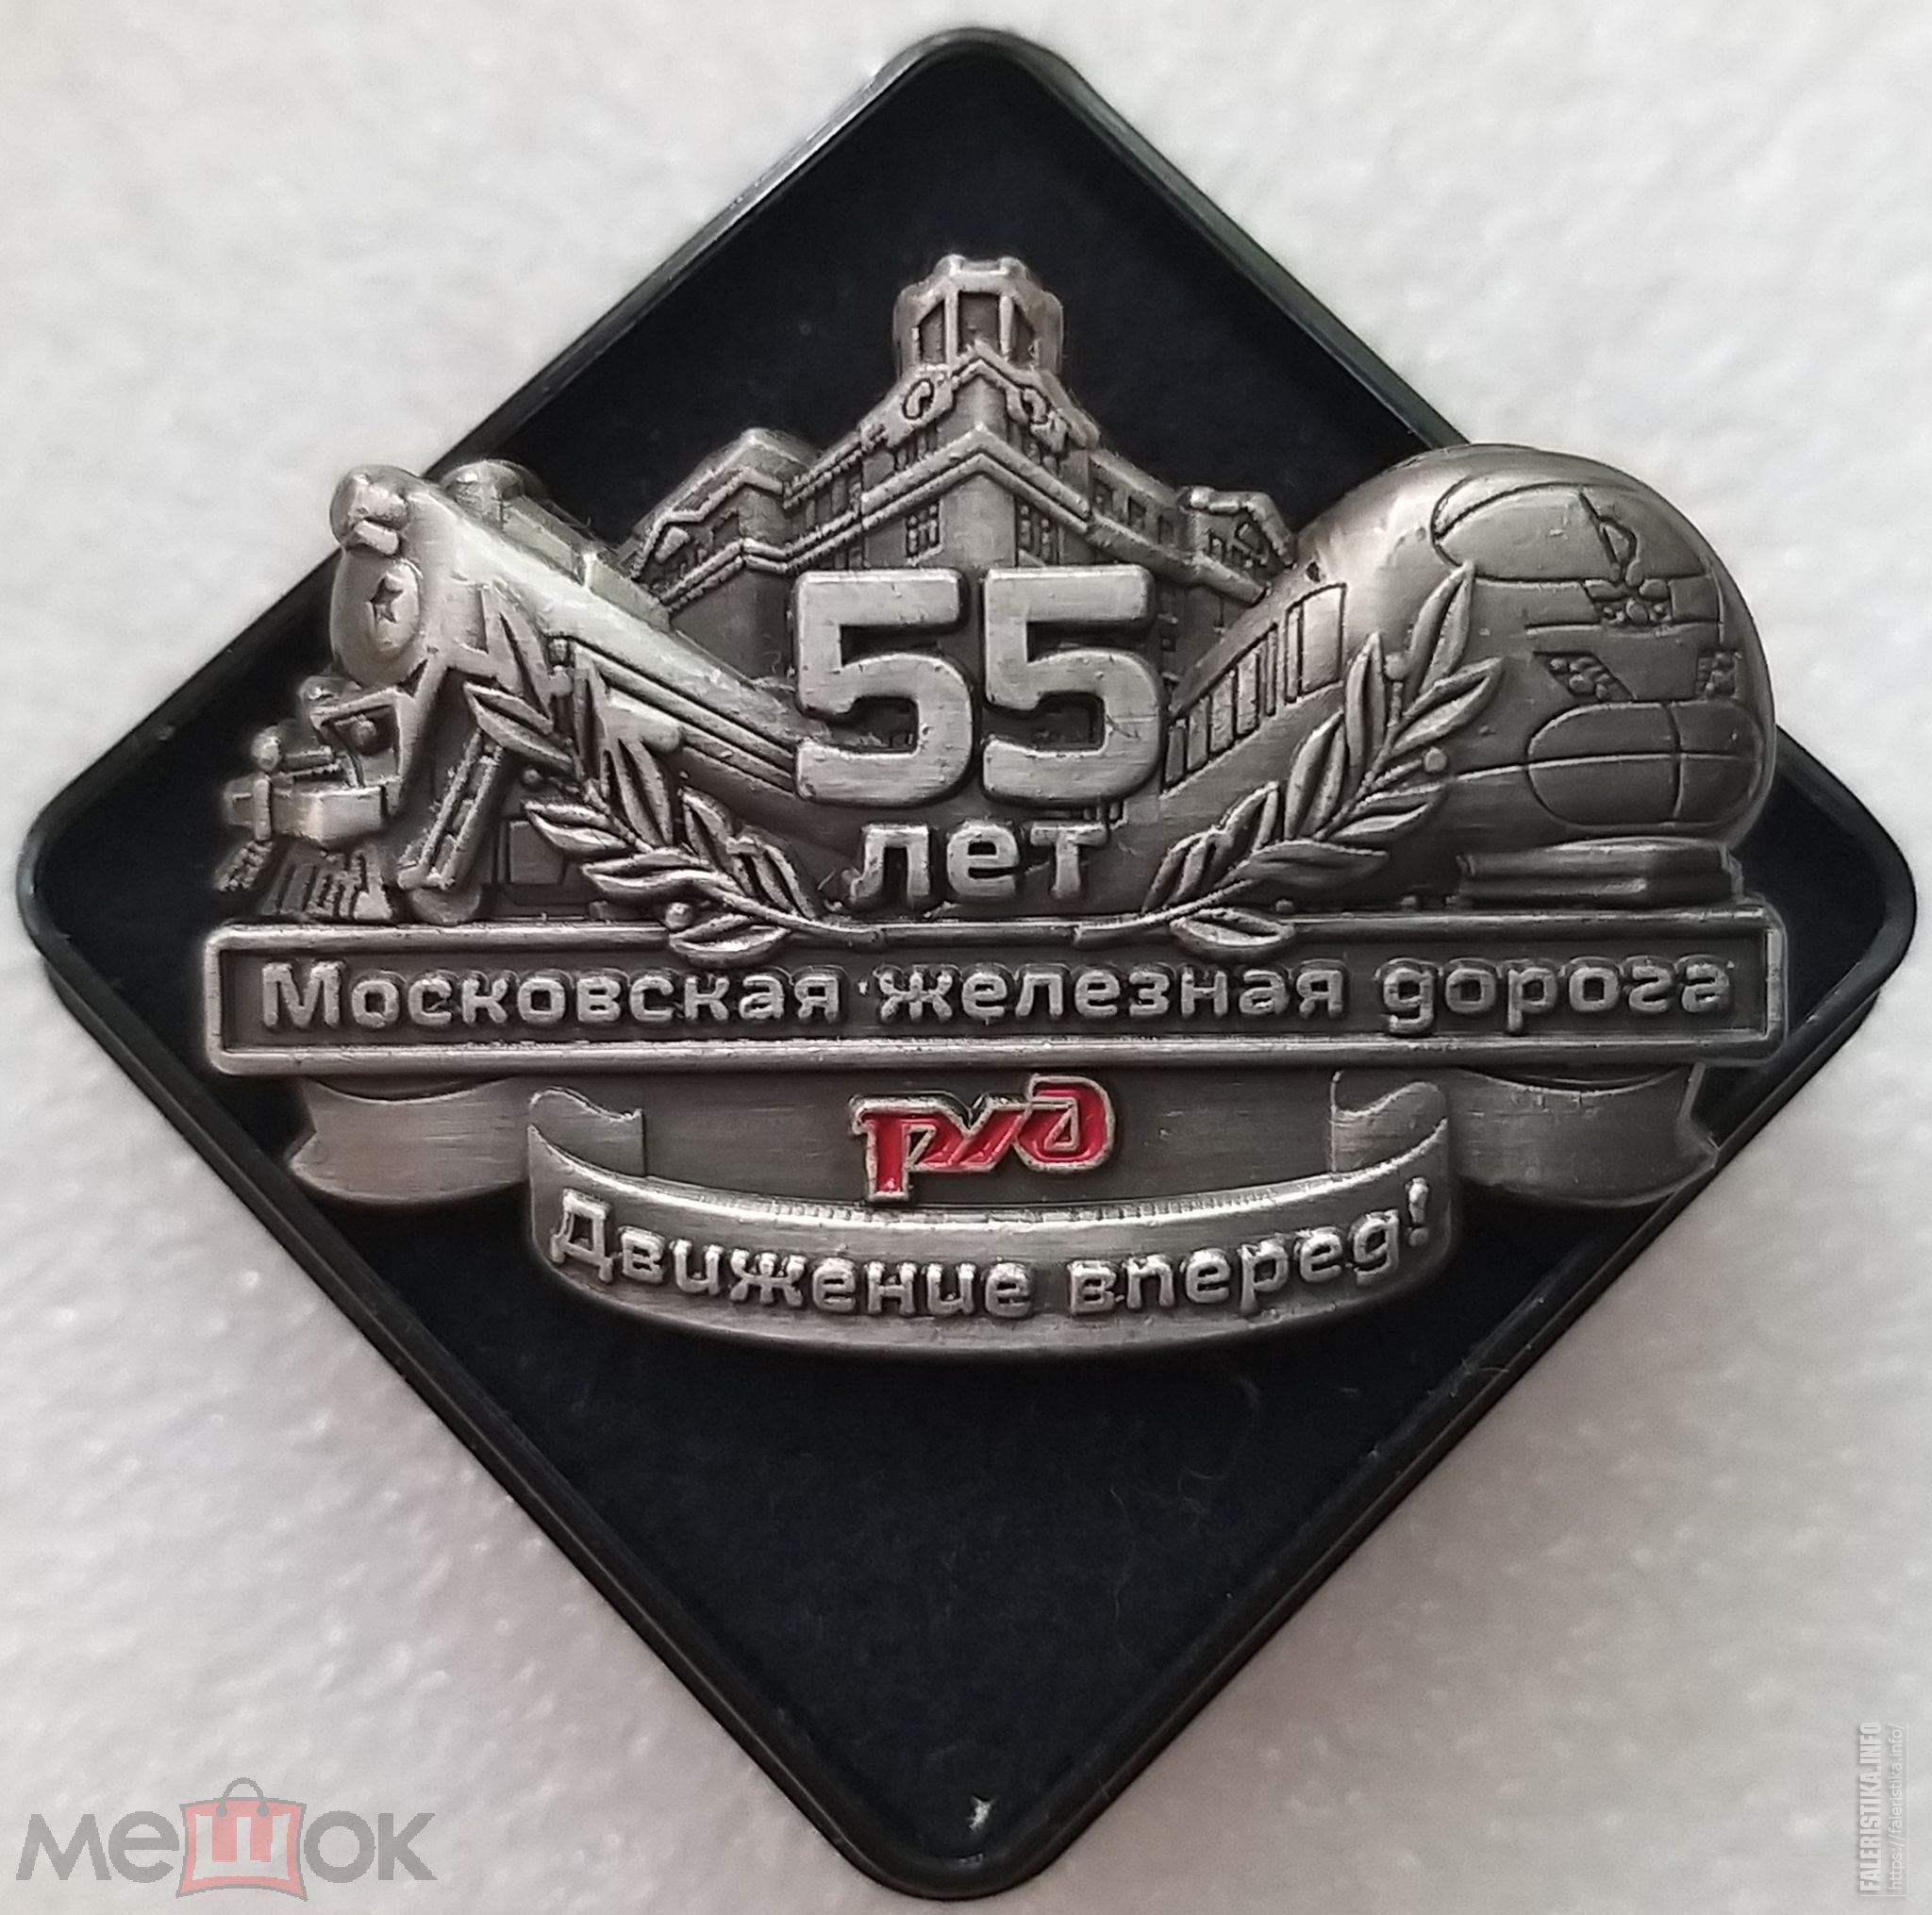 55
лет
Московская железная дорога
ржд
Движение вперед!
мешок
FALERISTIKA.INFO
https://faleristika.info/